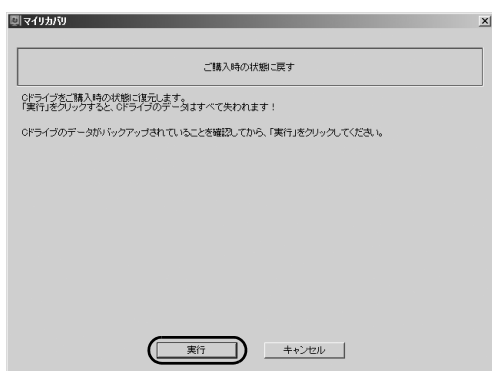 マイリカバリ
ご購入時の状態に戻す
Cドライブをご購入時の状態に復元します。
「実行」をクリックすると、Cドライブのデータはすべて失われます！
Cドライブのデータがバックアップされていることを確認してから、「実行」をクリックしてください。
実行
キャンセル